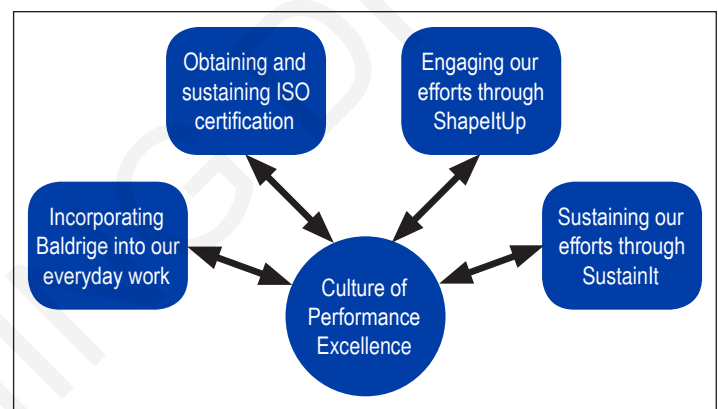 Obtaining and
sustaining ISO
certification
Engaging our
efforts through
ShapeItUp
Incorporating
Baldrige into our
everyday work
Sustaining our
efforts through
SustainIt
Culture of
Performance
Excellence